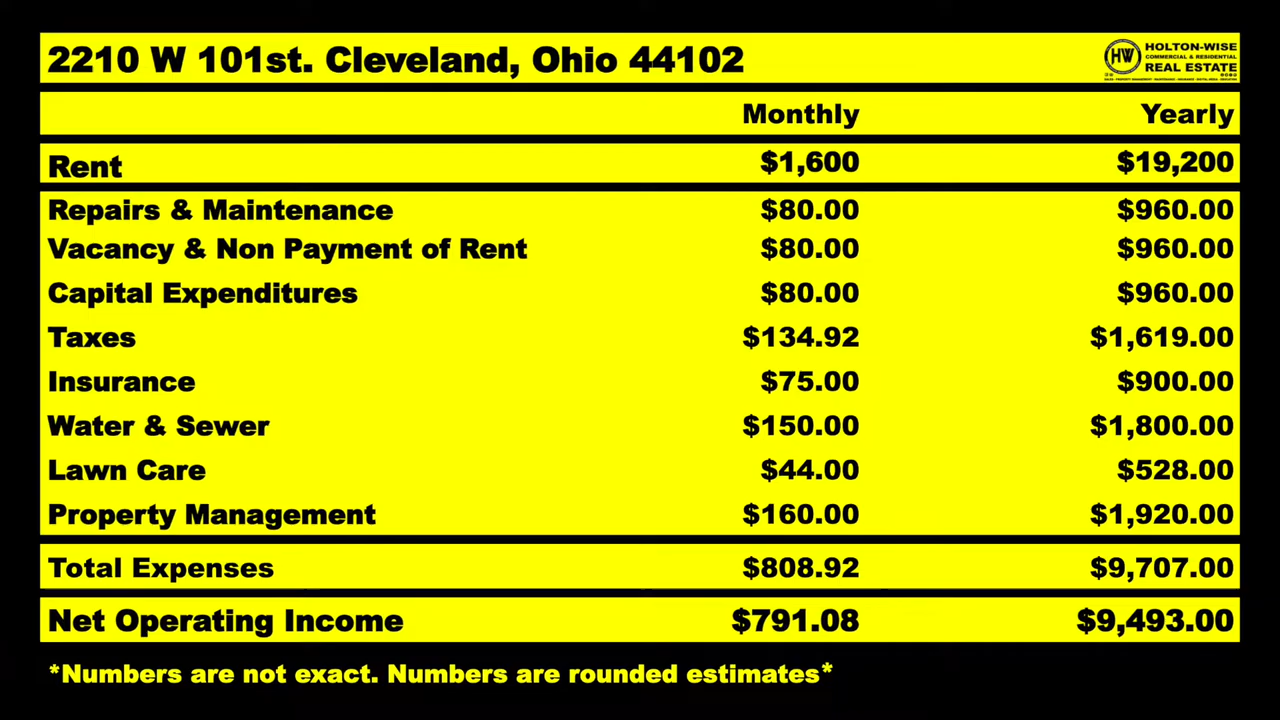 2210 W 101st. Cleveland, Ohio 44102
HOLTON-WISE
COMMERCIAL & RESIDENTIAL
REAL ESTATE
HW
Monthly Yearly
Rent $1,600 $19,200
Repairs & Maintenance $80.00 $960.00
Vacancy & Non Payment of Rent $80.00 $960.00
Capital Expenditures $80.00 $960.00
Taxes $134.92 $1,619.00
Insurance $75.00 $900.00
Water & Sewer $150.00 $1,800.00
Lawn Care $44.00 $528.00
Property Management $160.00 $1,920.00
Total Expenses $808.92 $9,707.00
Net Operating Income $791.08 $9,493.00
*Numbers are not exact. Numbers are rounded estimates*